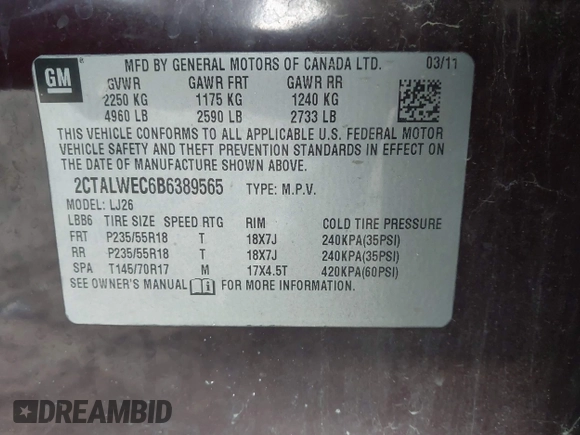 GM
MFD BY GENERAL MOTORS OF CANADA LTD. 03/11
GVWR GAWR FRT GAWR RR
2250 KG 1175 KG 1240 KG
4960 LB 2590 LB 2733 LB
THIS VEHICLE CONFORMS TO ALL APPLICABLE U.S. FEDERAL MOTOR
VEHICLE SAFETY AND THEFT PREVENTION STANDARDS IN EFFECT ON
THE DATE OF MANUFACTURE SHOWN ABOVE.
2CTALWEC6B6389565 TYPE: M.P.V.
MODEL: LJ26
LBB6 TIRE SIZE SPEED RTG RIM COLD TIRE PRESSURE
FRT P235/55R18 T 18X7J 240KPA(35PSI)
RR P235/55R18 T 18X7J 240KPA(35PSI)
SPA T145/70R17 M 17X4.5T 420KPA(60PSI)
SEE OWNER'S MANUAL i FOR MORE INFORMATION.
DREAMBID